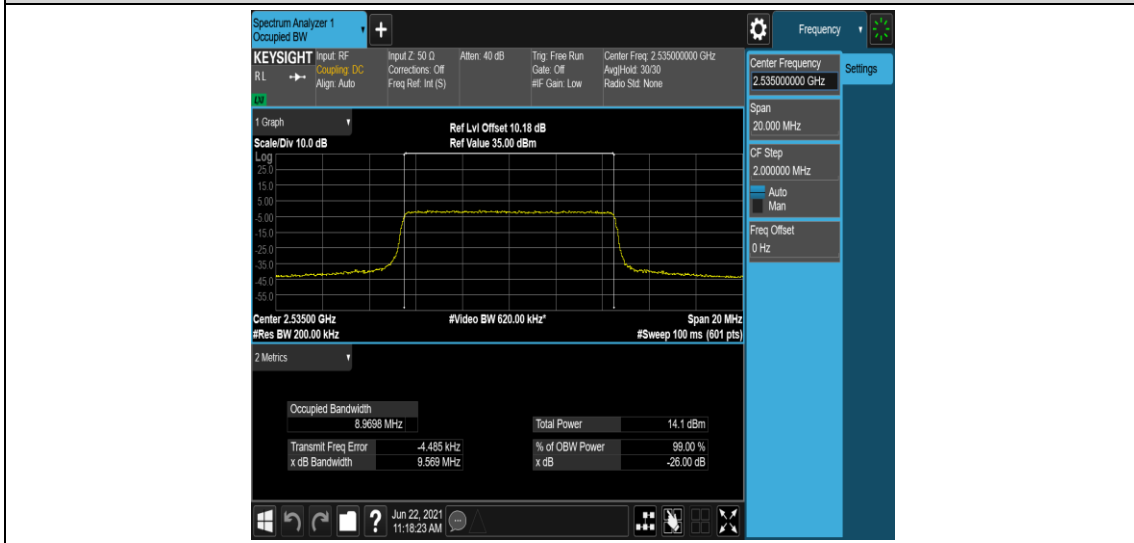 Spectrum Analyzer 1
Occupied BW
Frequency
KEYSIGHT
RL
Input: RF
Coupling: DC
Align: Auto
Input Z: 50 Ω
Corrections: Off
Freq Ref: Int (S)
Atten: 40 dB
Trig: Free Run
Gate: Off
#IF Gain: Low
Center Freq: 2.535000000 GHz
Avg|Hold: 30/30
Radio Std: None
Center Frequency
2.535000000 GHz
Settings
Span
20.000 MHz
CF Step
2.000000 MHz
Auto
Man
Freq Offset
0 Hz
1 Graph
Scale/Div 10.0 dB
Ref Lvl Offset 10.18 dB
Ref Value 35.00 dBm
Log
25.0
15.0
5.00
-5.00
-15.0
-25.0
-35.0
-45.0
-55.0
Center 2.53500 GHz
#Res BW 200.00 kHz
#Video BW 620.00 kHz*
Span 20 MHz
#Sweep 100 ms (601 pts)
2 Metrics
Occupied Bandwidth
8.9698 MHz
Transmit Freq Error -4.485 kHz
x dB Bandwidth 9.569 MHz
Total Power 14.1 dBm
% of OBW Power 99.00 %
x dB -26.00 dB
?
Jun 22, 2021
11:18:23 AM